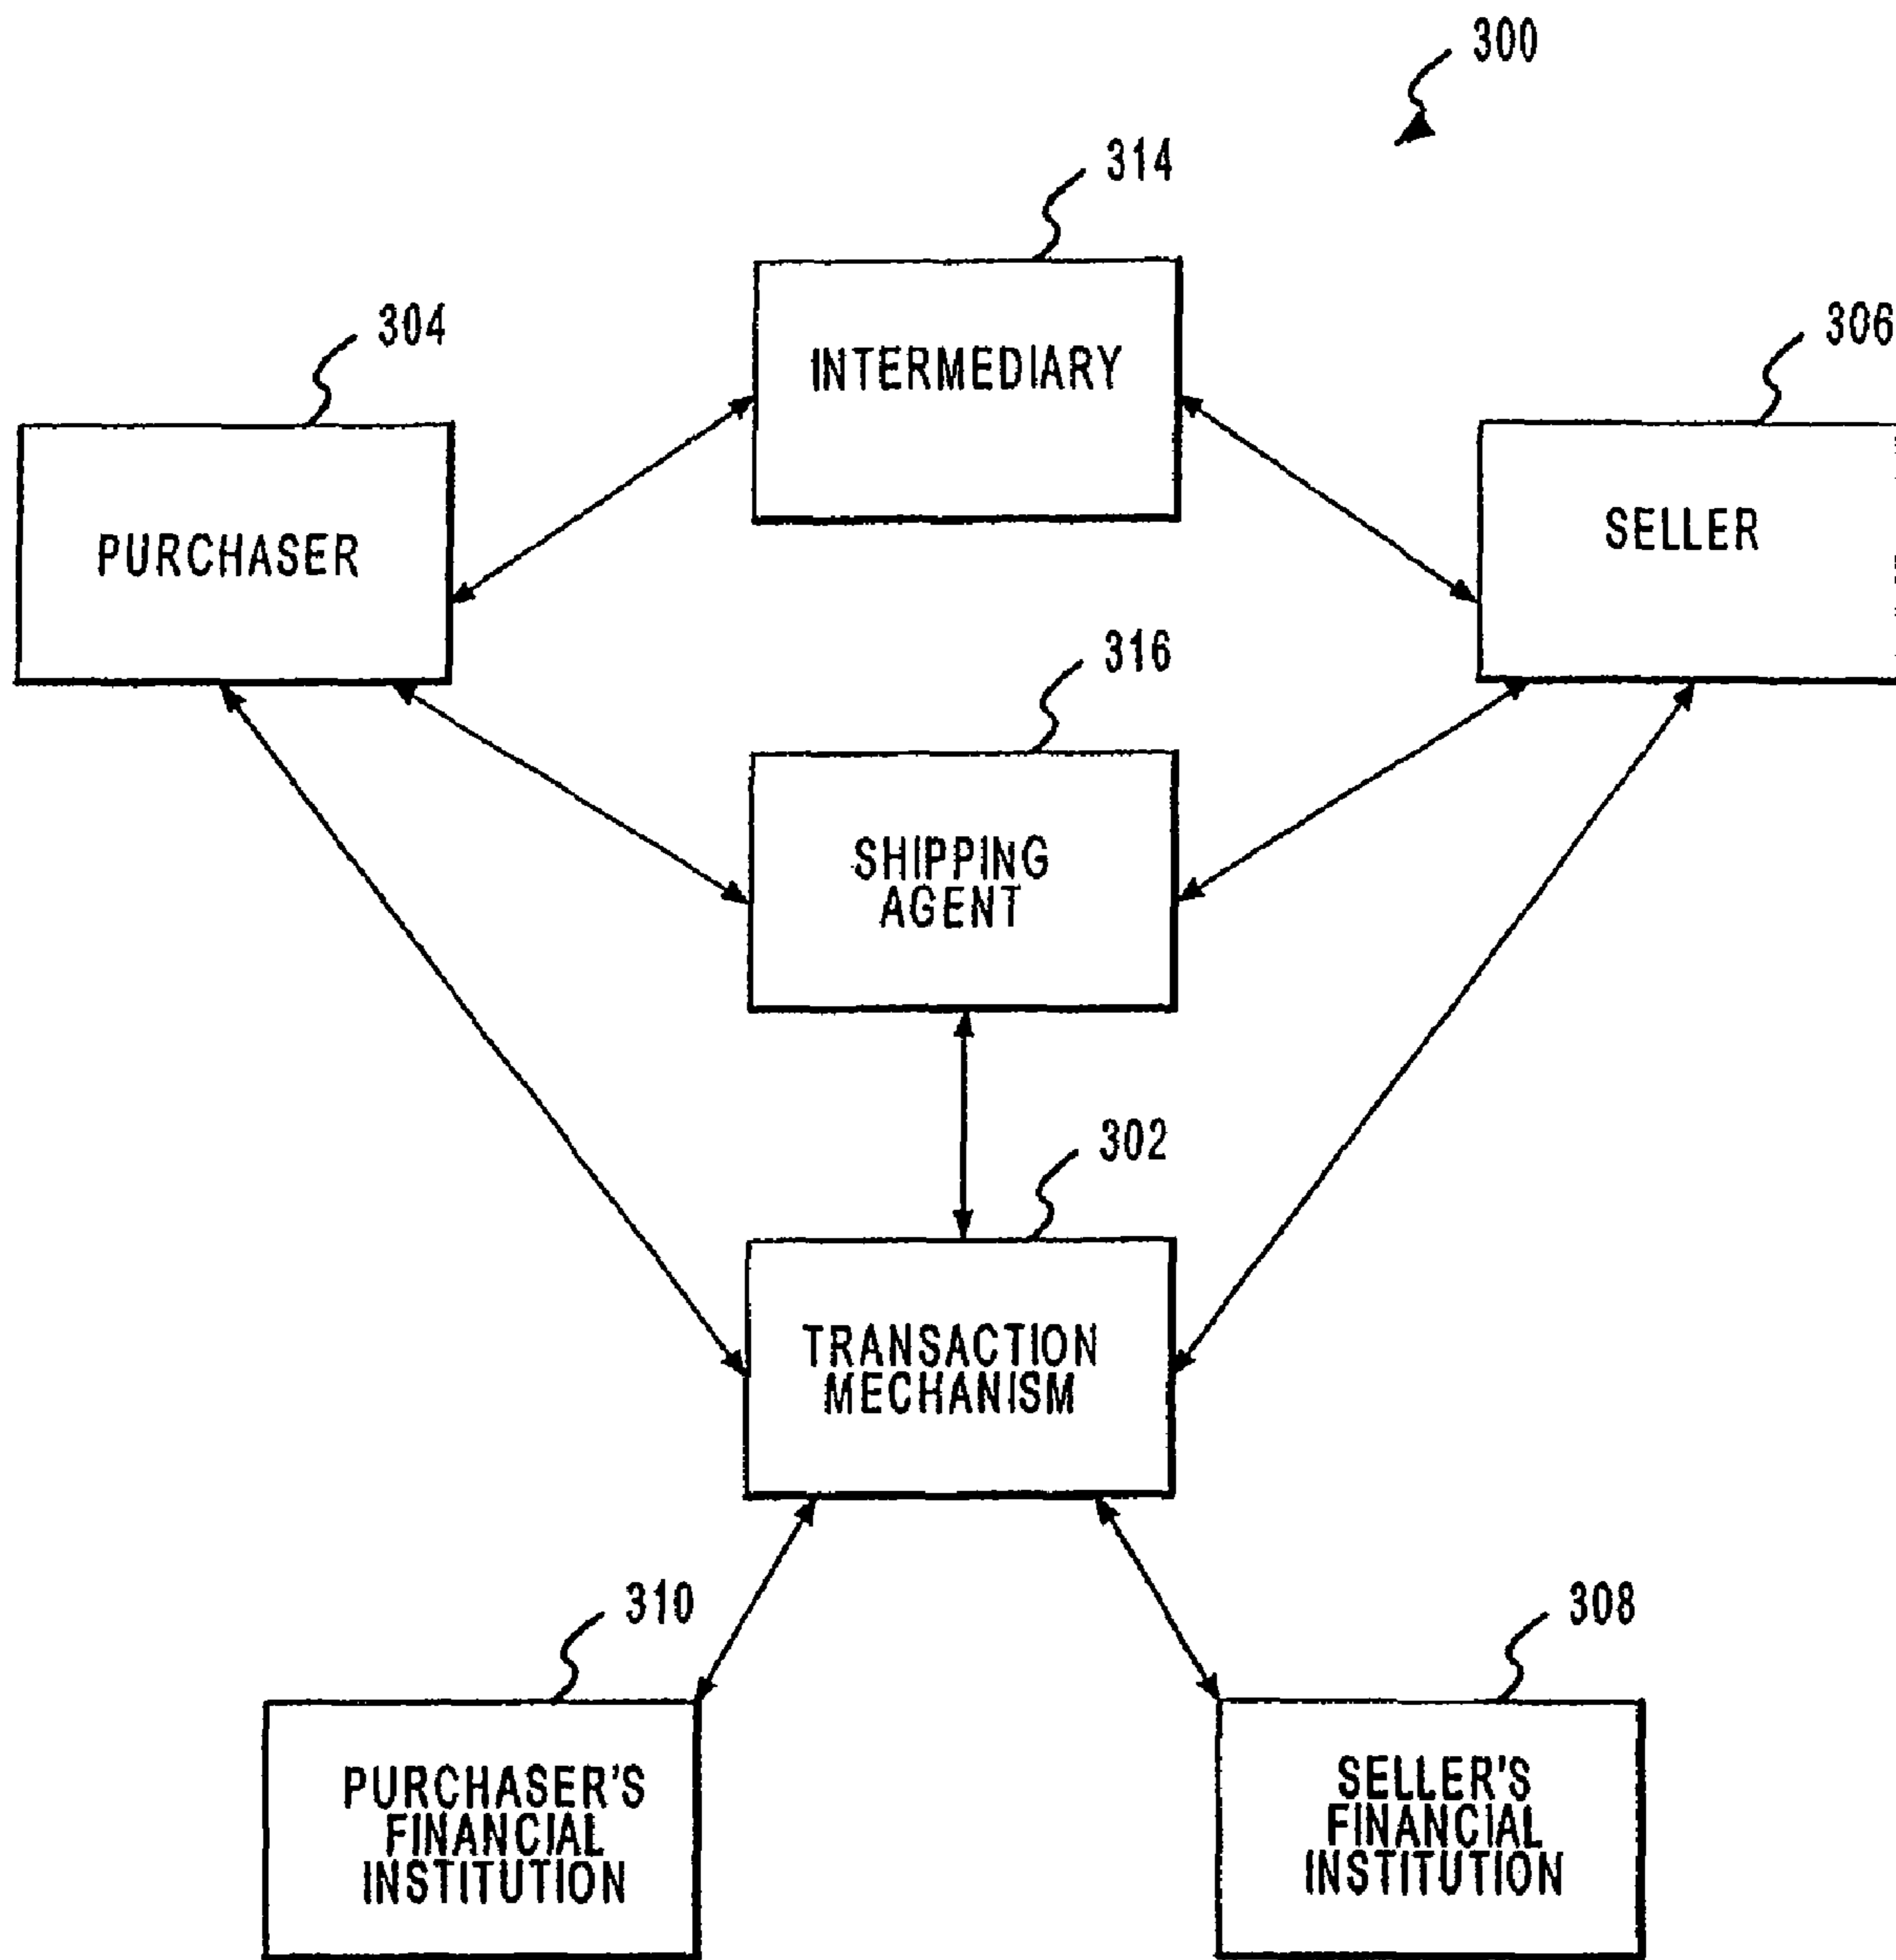 300
314
INTERMEDIARY
304
PURCHASER
306
SELLER
316
SHIPPING
AGENT
302
TRANSACTION
MECHANISM
310
PURCHASER'S
FINANCIAL
INSTITUTION
308
SELLER'S
FINANCIAL
INSTITUTION